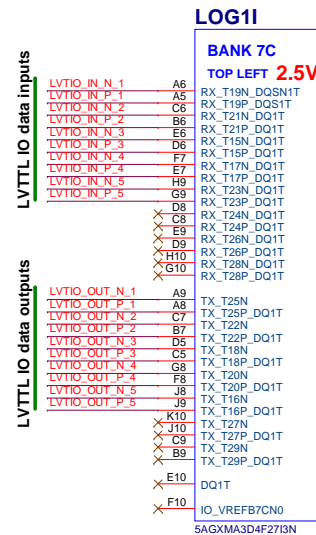 LOG1I
BANK 7C
TOP LEFT 2.5V
LVTTL IO data inputs
LVTIO_IN_N_1 A6 RX_T19N_DQSN1T
LVTIO_IN_P_1 A5 RX_T19P_DQS1T
LVTIO_IN_N_2 C6 RX_T21N_DQ1T
LVTIO_IN_P_2 B6 RX_T21P_DQ1T
LVTIO_IN_N_3 E6 RX_T15N_DQ1T
LVTIO_IN_P_3 D6 RX_T15P_DQ1T
LVTIO_IN_N_4 F7 RX_T17N_DQ1T
LVTIO_IN_P_4 E7 RX_T17P_DQ1T
LVTIO_IN_N_5 H9 RX_T23N_DQ1T
LVTIO_IN_P_5 G9 RX_T23P_DQ1T
D8 RX_T24N_DQ1T
C8 RX_T24P_DQ1T
E9 RX_T26N_DQ1T
D9 RX_T26P_DQ1T
H10 RX_T28N_DQ1T
G10 RX_T28P_DQ1T
LVTTL IO data outputs
LVTIO_OUT_N_1 A9 TX_T25N
LVTIO_OUT_P_1 A8 TX_T25P_DQ1T
LVTIO_OUT_N_2 C7 TX_T22N
LVTIO_OUT_P_2 B7 TX_T22P_DQ1T
LVTIO_OUT_N_3 D5 TX_T18N
LVTIO_OUT_P_3 C5 TX_T18P_DQ1T
LVTIO_OUT_N_4 G8 TX_T20N
LVTIO_OUT_P_4 F8 TX_T20P_DQ1T
LVTIO_OUT_N_5 J8 TX_T16N
LVTIO_OUT_P_5 J9 TX_T16P_DQ1T
K10 TX_T27N
J10 TX_T27P_DQ1T
C9 TX_T29N
B9 TX_T29P_DQ1T
E10 DQ1T
F10 IO_VREFB7CN0
5AGXMA3D4F27I3N